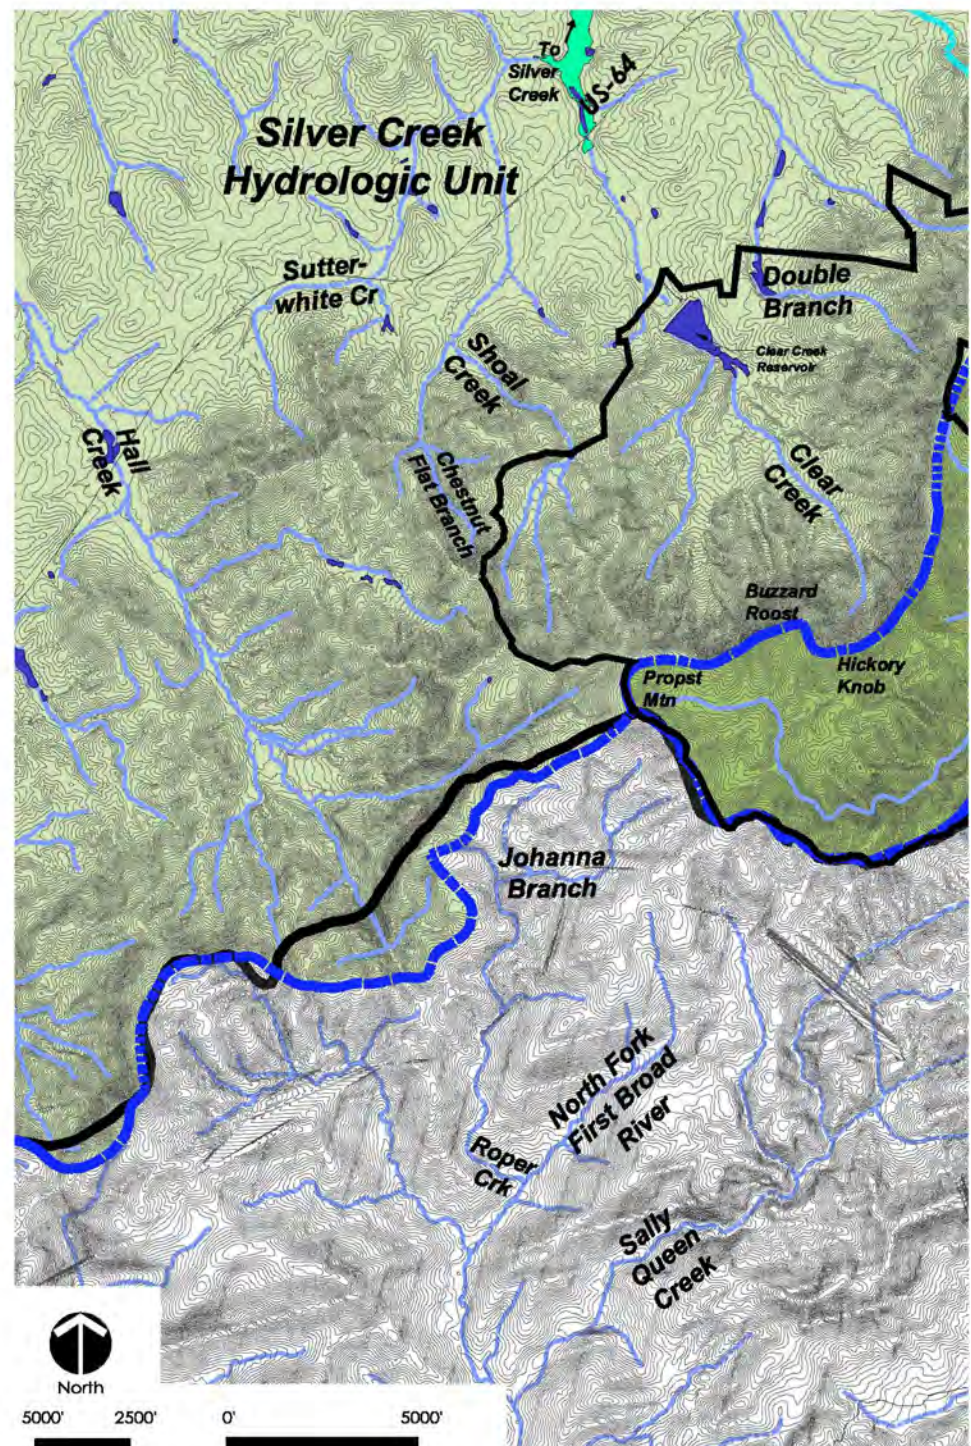 To
Silver
Creek
US-64
Silver Creek
Hydrologic Unit
Sutter-
white Cr
Double
Branch
Shoal
Creek
Clear Creek
Reservoir
Hall
Creek
Chestnut
Flat Branch
Clear
Creek
Buzzard
Roost
Hickory
Knob
Propst
Mtn
Johanna
Branch
North Fork
First Broad
River
Roper
Crk
Sally
Queen
Creek
North
5000' 2500' 0' 5000'